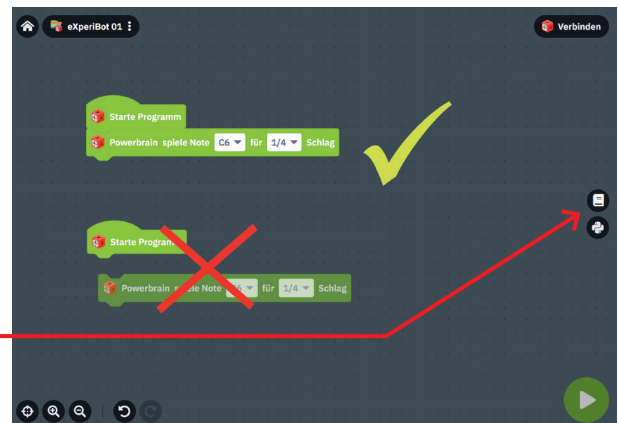 eXperiBot 01
Verbinden
Starte Programm
Powerbrain spiele Note C6 für 1/4 Schlag
Starte Programm
Powerbrain spiele Note für 1/4 Schlag